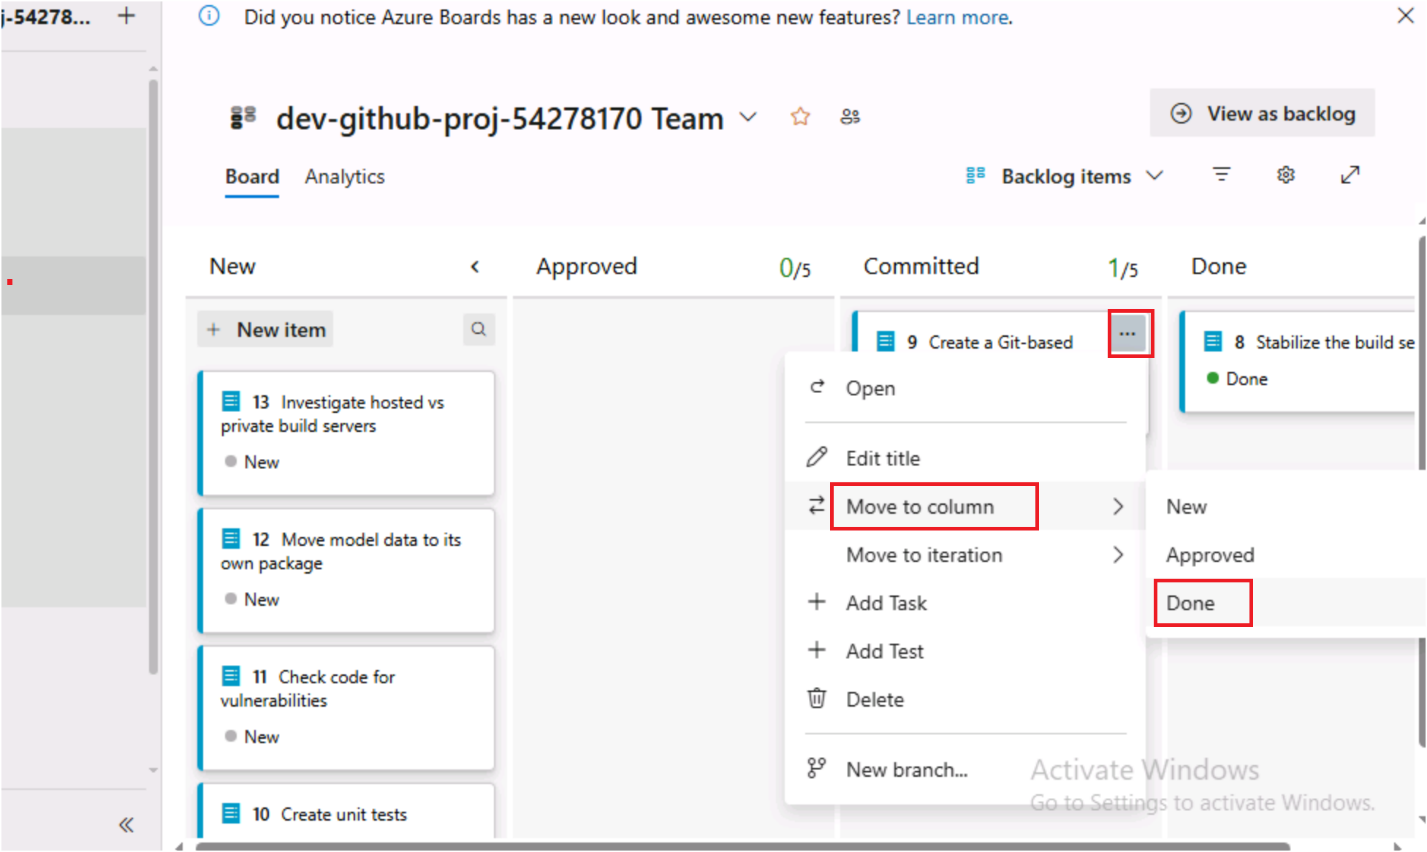 j-54278... +
Did you notice Azure Boards has a new look and awesome new features? Learn more.
dev-github-proj-54278170 Team
View as backlog
Board Analytics
Backlog items
New
Approved 0/5
Committed 1/5
Done
+ New item
13 Investigate hosted vs
private build servers
New
12 Move model data to its
own package
New
11 Check code for
vulnerabilities
New
10 Create unit tests
9 Create a Git-based
...
8 Stabilize the build se
Done
Open
Edit title
Move to column
Move to iteration
+ Add Task
+ Add Test
Delete
New branch...
New
Approved
Done
Activate Windows
Go to Settings to activate Windows.